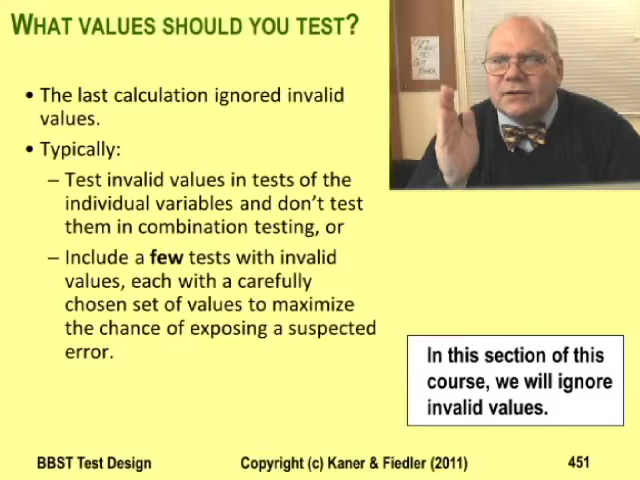 WHAT VALUES SHOULD YOU TEST?
• The last calculation ignored invalid
values.
• Typically:
– Test invalid values in tests of the
individual variables and don't test
them in combination testing, or
– Include a few tests with invalid
values, each with a carefully
chosen set of values to maximize
the chance of exposing a suspected
error.
In this section of this
course, we will ignore
invalid values.
BBST Test Design
Copyright (c) Kaner & Fiedler (2011)
451